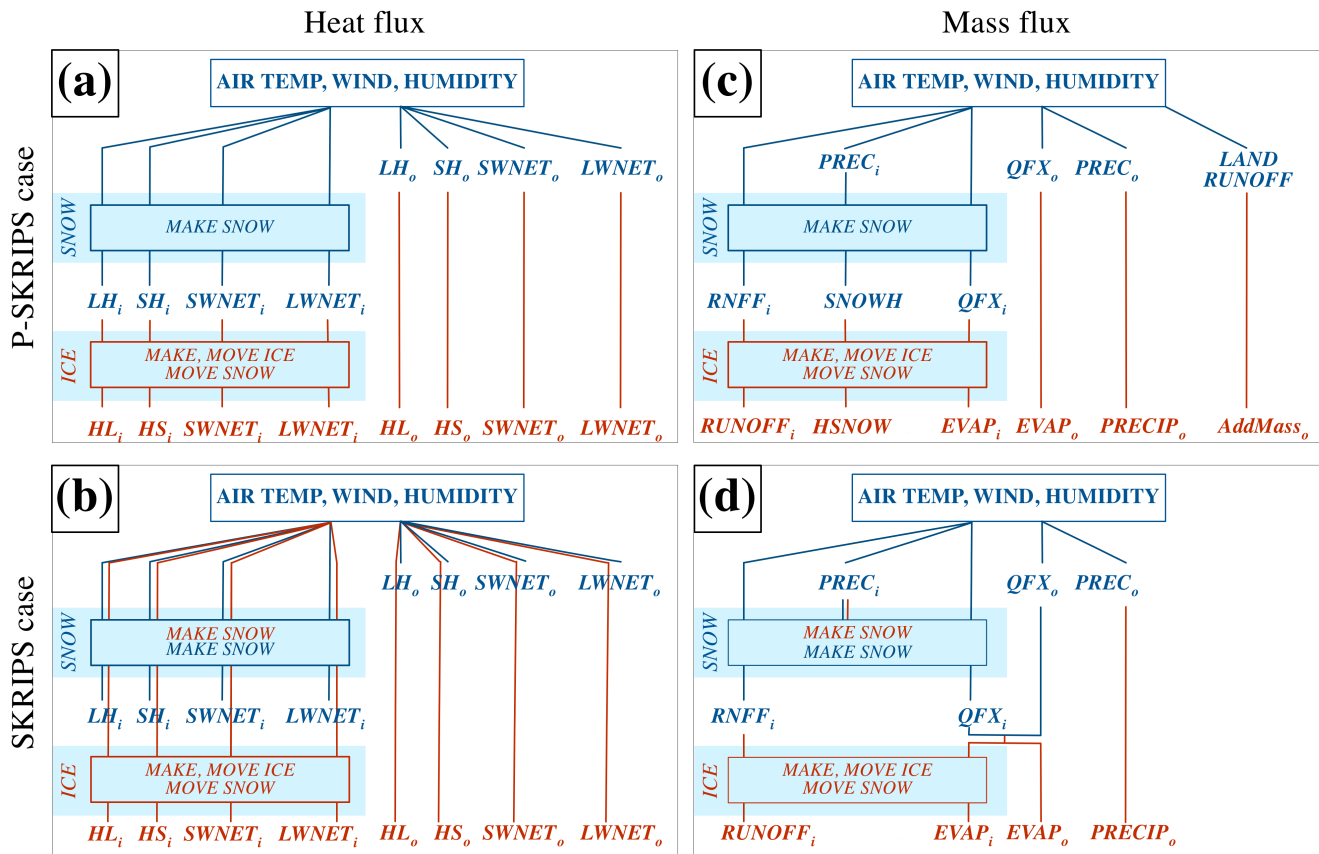 Heat flux
Mass flux
P-SKRIPS case
(a)
AIR TEMP, WIND, HUMIDITY
LHₒ SHₒ SWNETₒ LWNETₒ
SNOW
MAKE SNOW
LHᵢ SHᵢ SWNETᵢ LWNETᵢ
ICE
MAKE, MOVE ICE
MOVE SNOW
HLᵢ HSᵢ SWNETᵢ LWNETᵢ HLₒ HSₒ SWNETₒ LWNETₒ
(c)
AIR TEMP, WIND, HUMIDITY
PRECᵢ QFXₒ PRECₒ LAND
RUNOFF
SNOW
MAKE SNOW
RNFFᵢ SNOWH QFXᵢ
ICE
MAKE, MOVE ICE
MOVE SNOW
RUNOFFᵢ HSNOW EVAPᵢ EVAPₒ PRECIPₒ AddMassₒ
SKRIPS case
(b)
AIR TEMP, WIND, HUMIDITY
LHₒ SHₒ SWNETₒ LWNETₒ
SNOW
MAKE SNOW
MAKE SNOW
LHᵢ SHᵢ SWNETᵢ LWNETᵢ
ICE
MAKE, MOVE ICE
MOVE SNOW
HLᵢ HSᵢ SWNETᵢ LWNETᵢ HLₒ HSₒ SWNETₒ LWNETₒ
(d)
AIR TEMP, WIND, HUMIDITY
PRECᵢ QFXₒ PRECₒ
SNOW
MAKE SNOW
MAKE SNOW
RNFFᵢ QFXᵢ
ICE
MAKE, MOVE ICE
MOVE SNOW
RUNOFFᵢ EVAPᵢ EVAPₒ PRECIPₒ